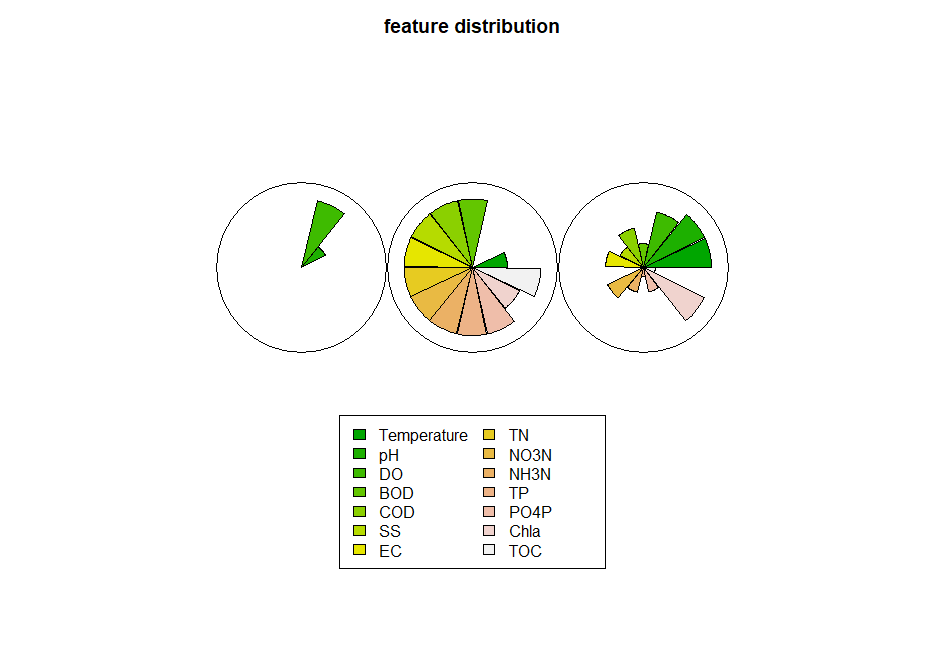 feature distribution
Temperature
pH
DO
BOD
COD
SS
EC
TN
NO3N
NH3N
TP
PO4P
Chla
TOC